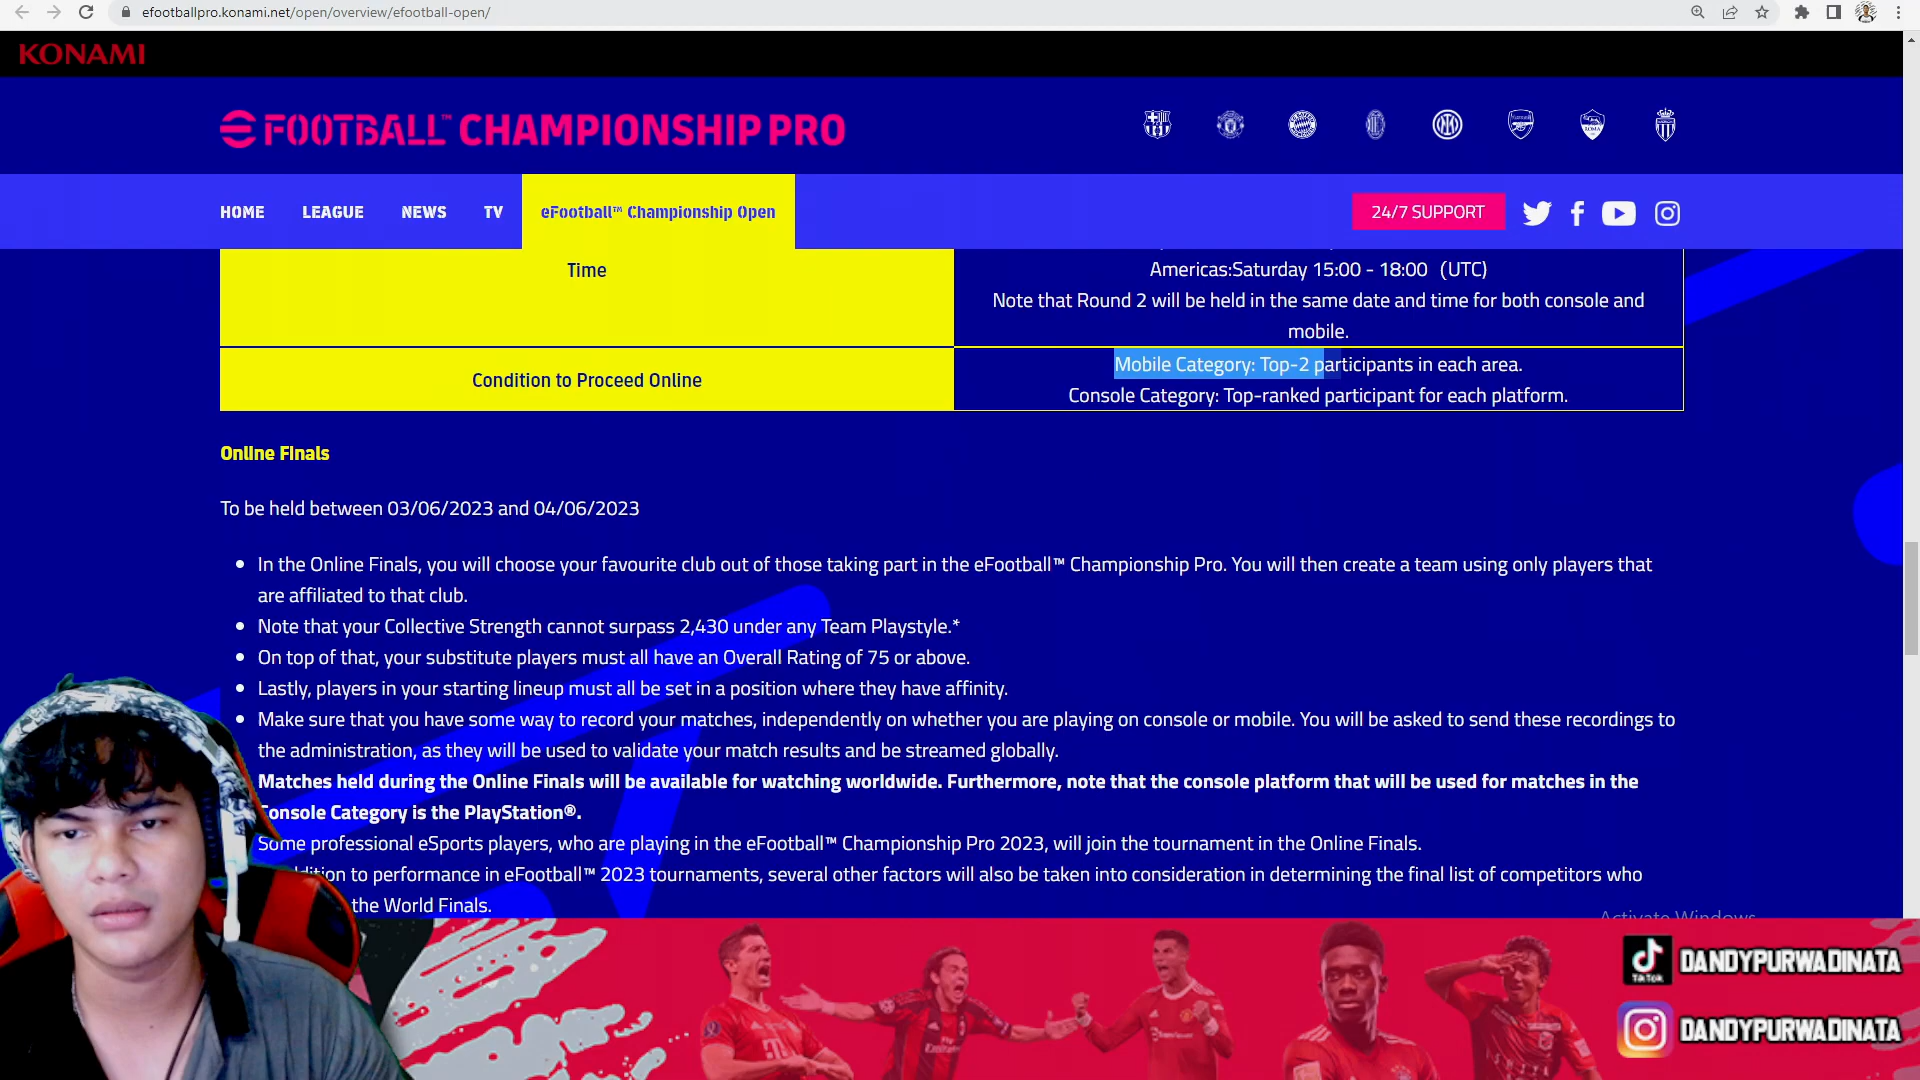 efootballpro.konami.net/open/overview/efootball-open/
KONAMI
FOOTBALL™ CHAMPIONSHIP PRO
HOME
LEAGUE
NEWS
TV
eFootball™ Championship Open
24/7 SUPPORT
Time
Americas:Saturday 15:00 - 18:00 (UTC)
Note that Round 2 will be held in the same date and time for both console and
mobile.
Condition to Proceed Online
Mobile Category: Top-2 participants in each area.
Console Category: Top-ranked participant for each platform.
Online Finals
To be held between 03/06/2023 and 04/06/2023
In the Online Finals, you will choose your favourite club out of those taking part in the eFootball™ Championship Pro. You will then create a team using only players that
are affiliated to that club.
Note that your Collective Strength cannot surpass 2,430 under any Team Playstyle.*
On top of that, your substitute players must all have an Overall Rating of 75 or above.
Lastly, players in your starting lineup must all be set in a position where they have affinity.
Make sure that you have some way to record your matches, independently on whether you are playing on console or mobile. You will be asked to send these recordings to
the administration, as they will be used to validate your match results and be streamed globally.
Matches held during the Online Finals will be available for watching worldwide. Furthermore, note that the console platform that will be used for matches in the
Console Category is the PlayStation®.
Some professional eSports players, who are playing in the eFootball™ Championship Pro 2023, will join the tournament in the Online Finals.
to performance in eFootball™ 2023 tournaments, several other factors will also be taken into consideration in determining the final list of competitors who
the World Finals.
Activate Windows
TikTok
DANDYPURWADINATA
DANDYPURWADINATA